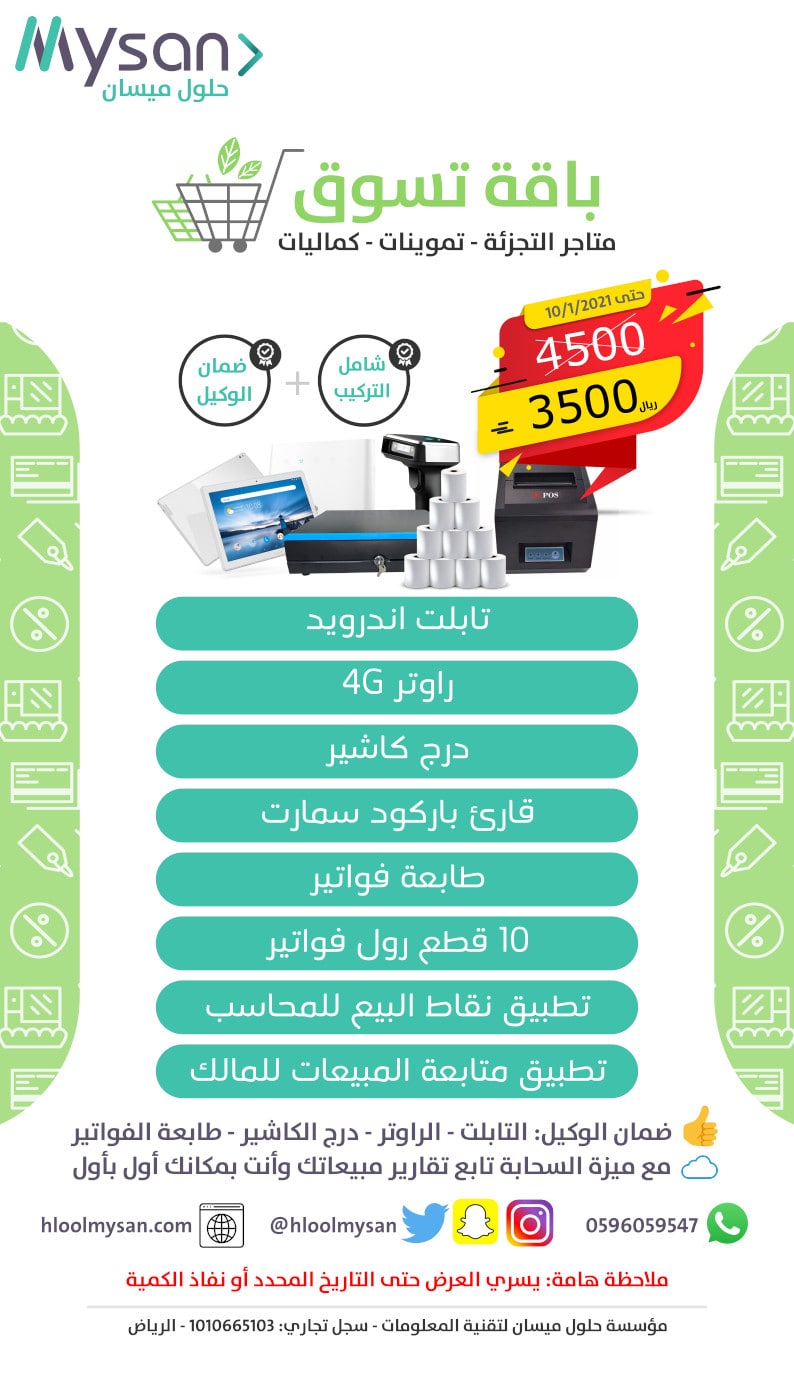 Mysan
حلول ميسان
باقة تسوق
متاجر التجزئة - تموينات - كماليات
حتى 10/1/2021
4500
3500 ريال
شامل التركيب
+
ضمان الوكيل
POS
تابلت اندرويد
راوتر 4G
درج كاشير
قارئ باركود سمارت
طابعة فواتير
10 قطع رول فواتير
تطبيق نقاط البيع للمحاسب
تطبيق متابعة المبيعات للمالك
ضمان الوكيل: التابلت - الراوتر - درج الكاشير - طابعة الفواتير
مع ميزة السحابة تابع تقارير مبيعاتك وأنت بمكانك أول بأول
0596059547
@hloolmysan
hloolmysan.com
ملاحظة هامة: يسري العرض حتى التاريخ المحدد أو نفاذ الكمية
مؤسسة حلول ميسان لتقنية المعلومات - سجل تجاري: 1010665103 - الرياض